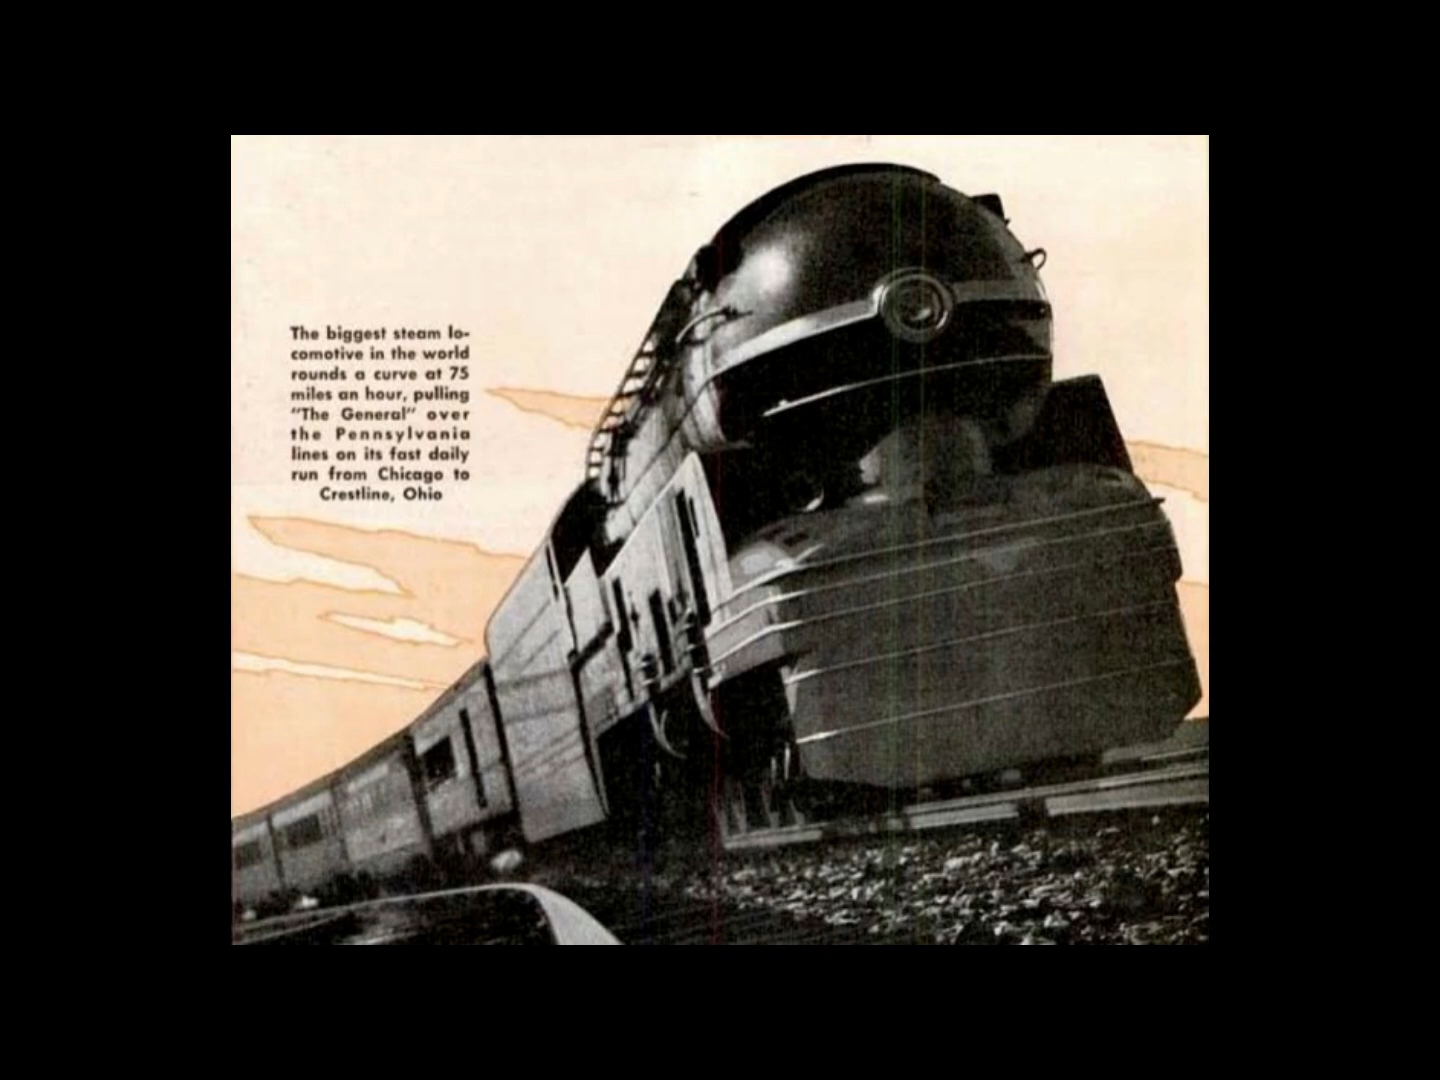 The biggest steam lo-
comotive in the world
rounds a curve at 75
miles an hour, pulling
"The General" over
the Pennsylvania
lines on its fast daily
run from Chicago to
Crestline, Ohio